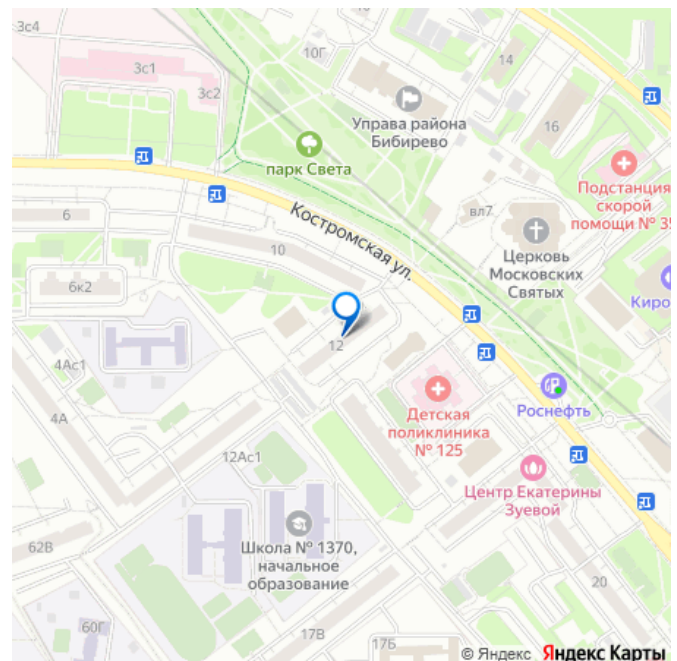 3с4
3с1
3с2
10Г
14
Управа района
Бибирево
16
парк Света
Подстанция
скорой
помощи № 35
вл7
Церковь
Московских
Святых
6
Костромская ул.
10
6к2
Киро
12
4Ас1
Роснефть
4А
Детская
поликлиника
№ 125
12Ас1
Центр Екатерины
Зуевой
62В
Школа № 1370,
начальное
образование
20
60Г
17В
17Б
© Яндекс Яндекс Карты